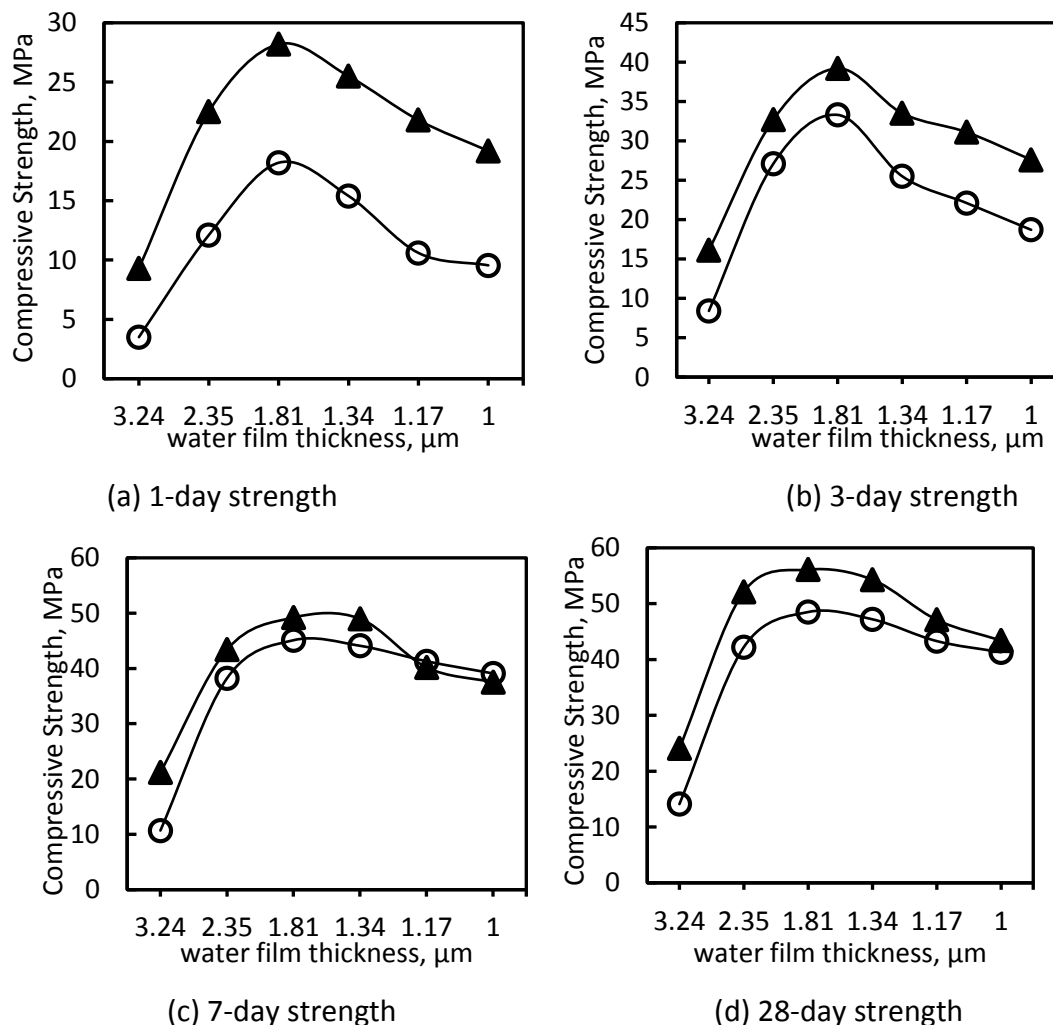 Compressive Strength, MPa
30
25
20
15
10
5
0
3.24 2.35 1.81 1.34 1.17 1
water film thickness, µm
(a) 1-day strength
Compressive Strength, MPa
45
40
35
30
25
20
15
10
5
0
3.24 2.35 1.81 1.34 1.17 1
water film thickness, µm
(b) 3-day strength
Compressive Strength, MPa
60
50
40
30
20
10
0
3.24 2.35 1.81 1.34 1.17 1
water film thickness, µm
(c) 7-day strength
Compressive Strength, MPa
60
50
40
30
20
10
0
3.24 2.35 1.81 1.34 1.17 1
water film thickness, µm
(d) 28-day strength